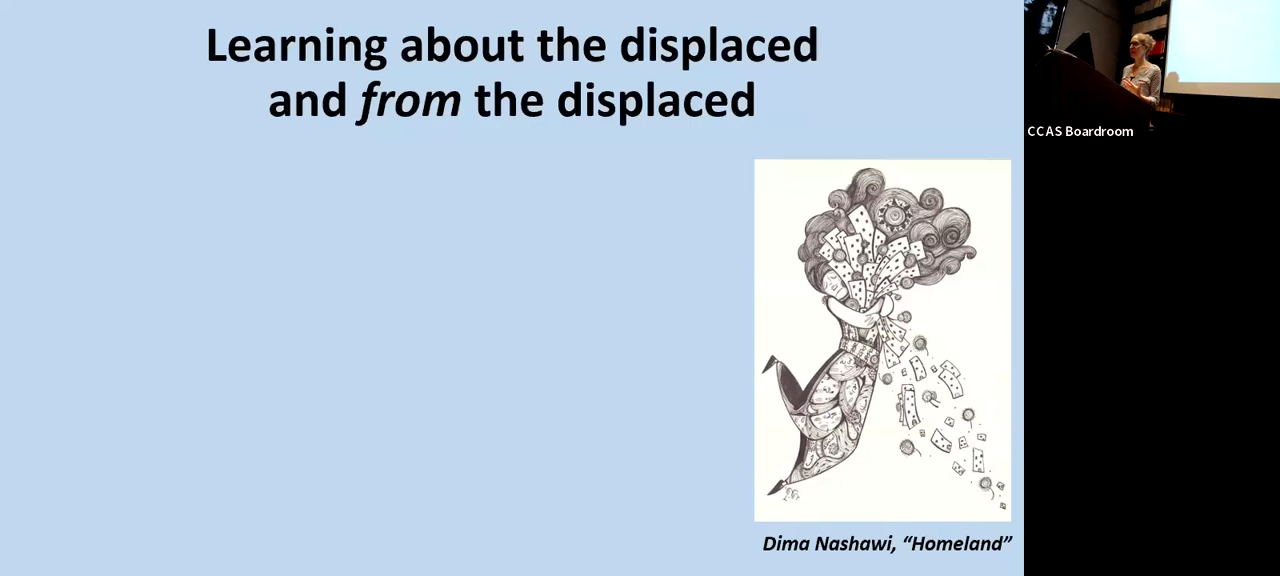 Learning about the displaced
and from the displaced
CCAS Boardroom
Dima Nashawi, “Homeland”